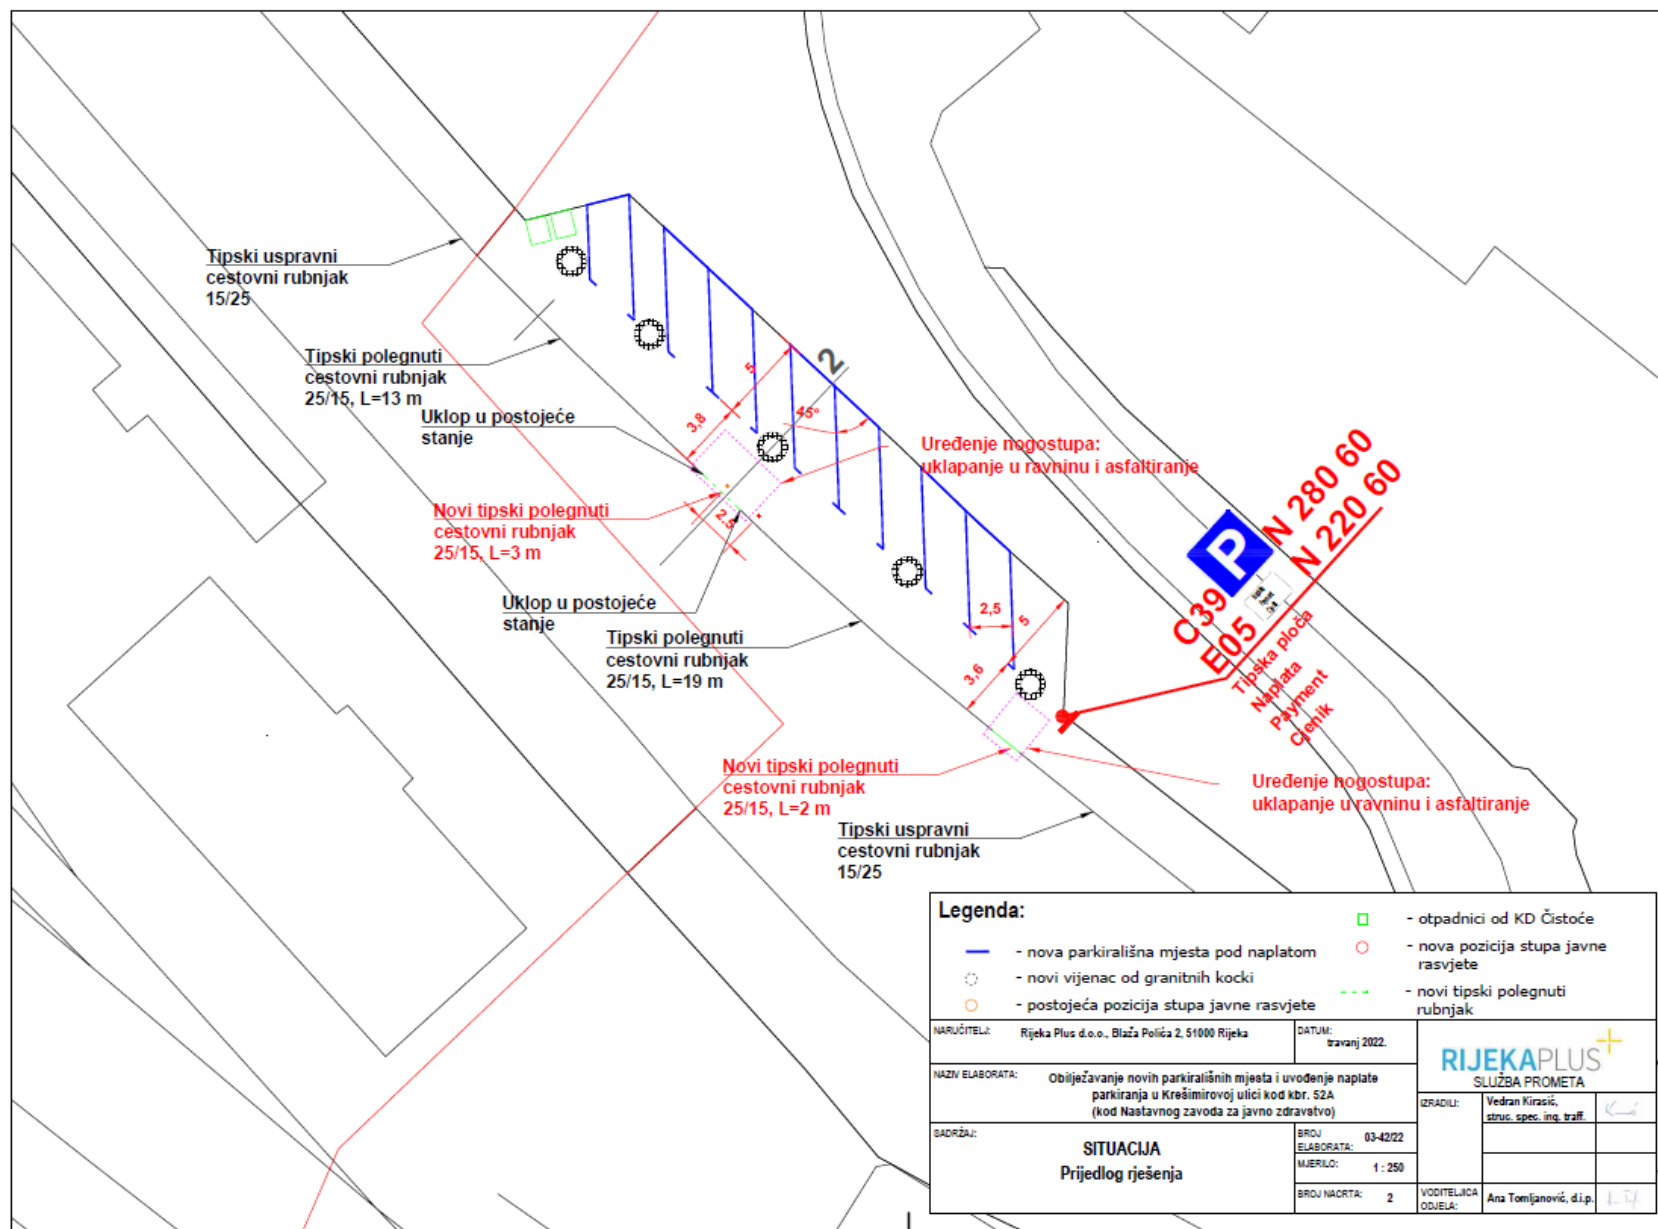 Tipski uspravni
cestovni rubnjak
15/25
Tipski polegnuti
cestovni rubnjak
25/15, L=13 m
Uklop u postojeće
stanje
Novi tipski polegnuti
cestovni rubnjak
25/15, L=3 m
Uklop u postojeće
stanje
Tipski polegnuti
cestovni rubnjak
25/15, L=19 m
Novi tipski polegnuti
cestovni rubnjak
25/15, L=2 m
Tipski uspravni
cestovni rubnjak
15/25
5
3,8
2
45°
2.5
Uređenje nogostupa:
uklapanje u ravninu i asfaltiranje
2,5
5
3,6
Uređenje nogostupa:
uklapanje u ravninu i asfaltiranje
P
N 280 60
N 220 60
C39
E05
Tipska ploča
Naplata
Payment
Cjenik
Legenda:
- nova parkirališna mjesta pod naplatom
- novi vijenac od granitnih kocki
- postojeća pozicija stupa javne rasvjete
- otpadnici od KD Čistoće
- nova pozicija stupa javne
rasvjete
- novi tipski polegnuti
rubnjak
NARUČITELJ: Rijeka Plus d.o.o., Blaža Polića 2, 51000 Rijeka
DATUM:
travanj 2022.
NAZIV ELABORATA: Obilježavanje novih parkirališnih mjesta i uvođenje naplate
parkiranja u Krešimirovoj ulici kod kbr. 52A
(kod Nastavnog zavoda za javno zdravstvo)
SADRŽAJ:
SITUACIJA
Prijedlog rješenja
BROJ
ELABORATA: 03-42/22
MJERILO: 1 : 250
BROJ NACRTA: 2
RIJEKAPLUS
SLUŽBA PROMETA
IZRADILI: Vedran Kirasić,
struc. spec. ing. traff.
VODITELJICA
ODJELA: Ana Tomljanović, d.i.p.